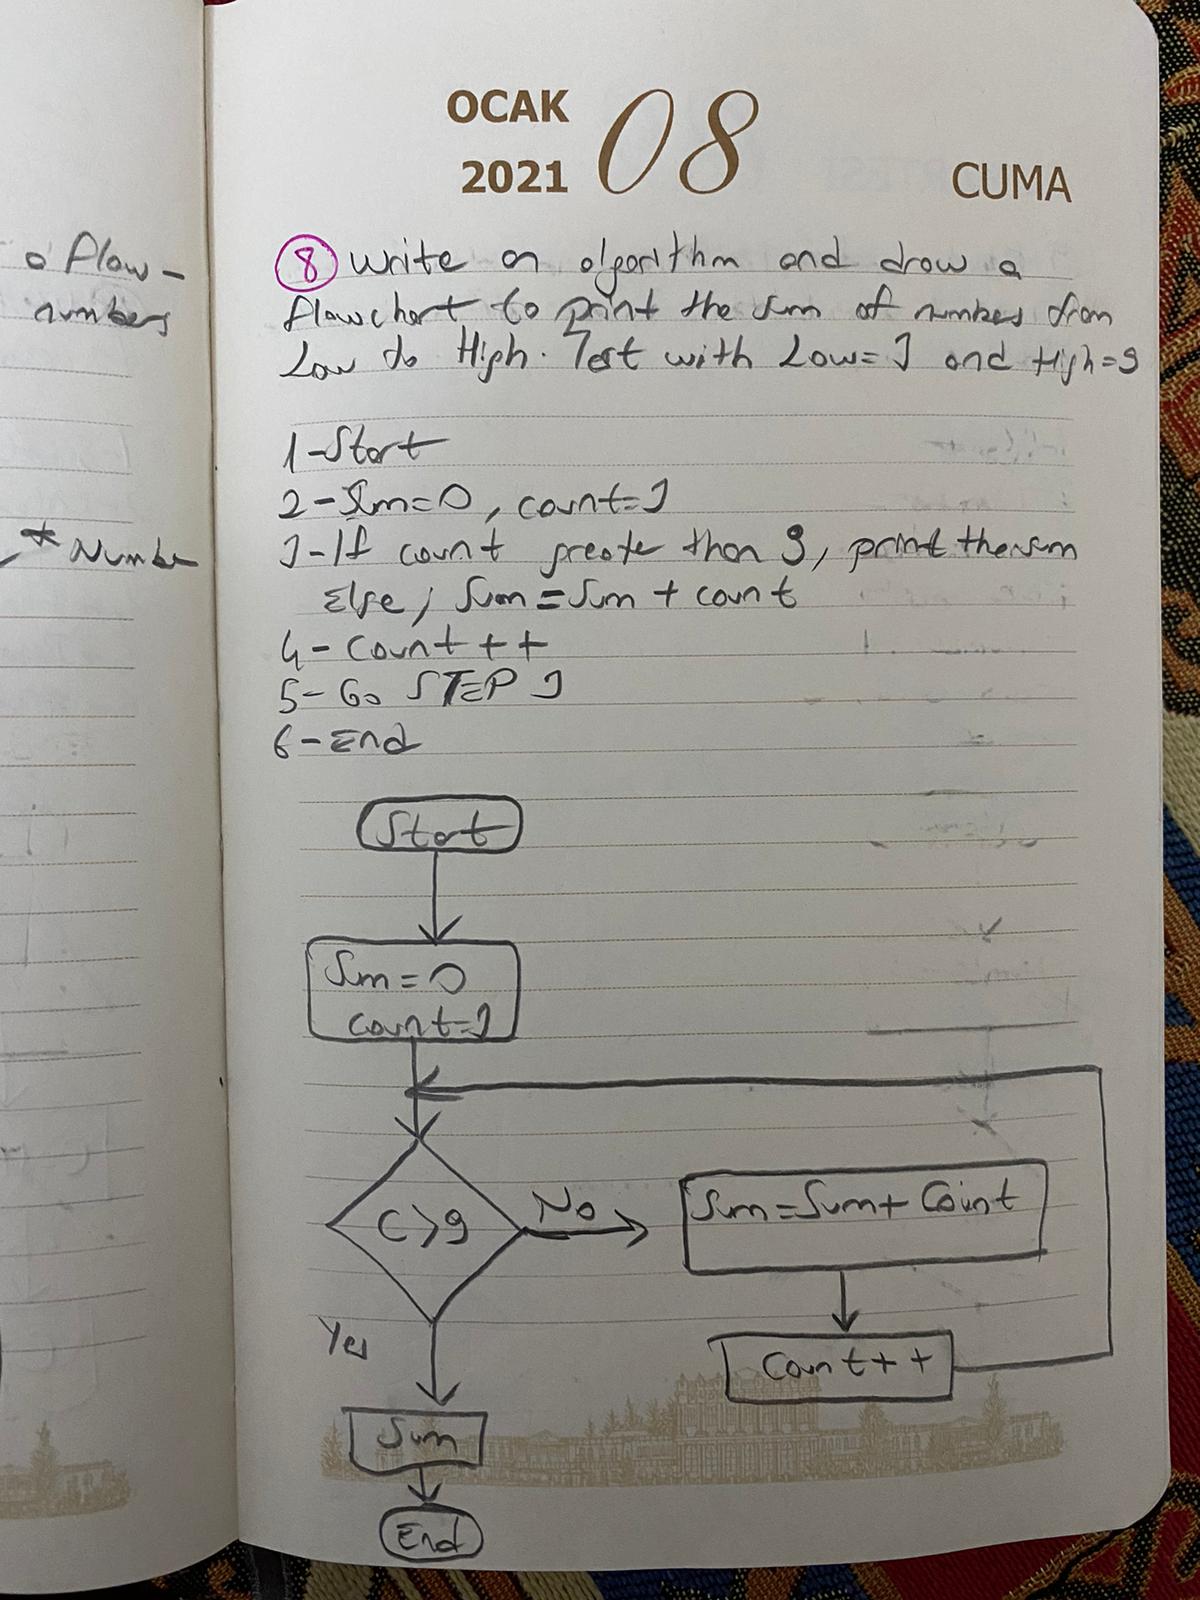 OCAK
2021
08
CUMA
o flow-
numbers
* Number
8 write an algorithm and draw a
flowchart to print the sum of numbers from
Low to High. Test with Low=3 and High=9
1-Start
2-Sum=0, count=3
3-If count greate than 9, print the sum
Else, Sum=Sum + count
4- Count++
5- Go STEP 3
6-End
Start
Sum=0
count=3
C>9
No
Sum=Sum+Count
Yes
Count++
Sum
End